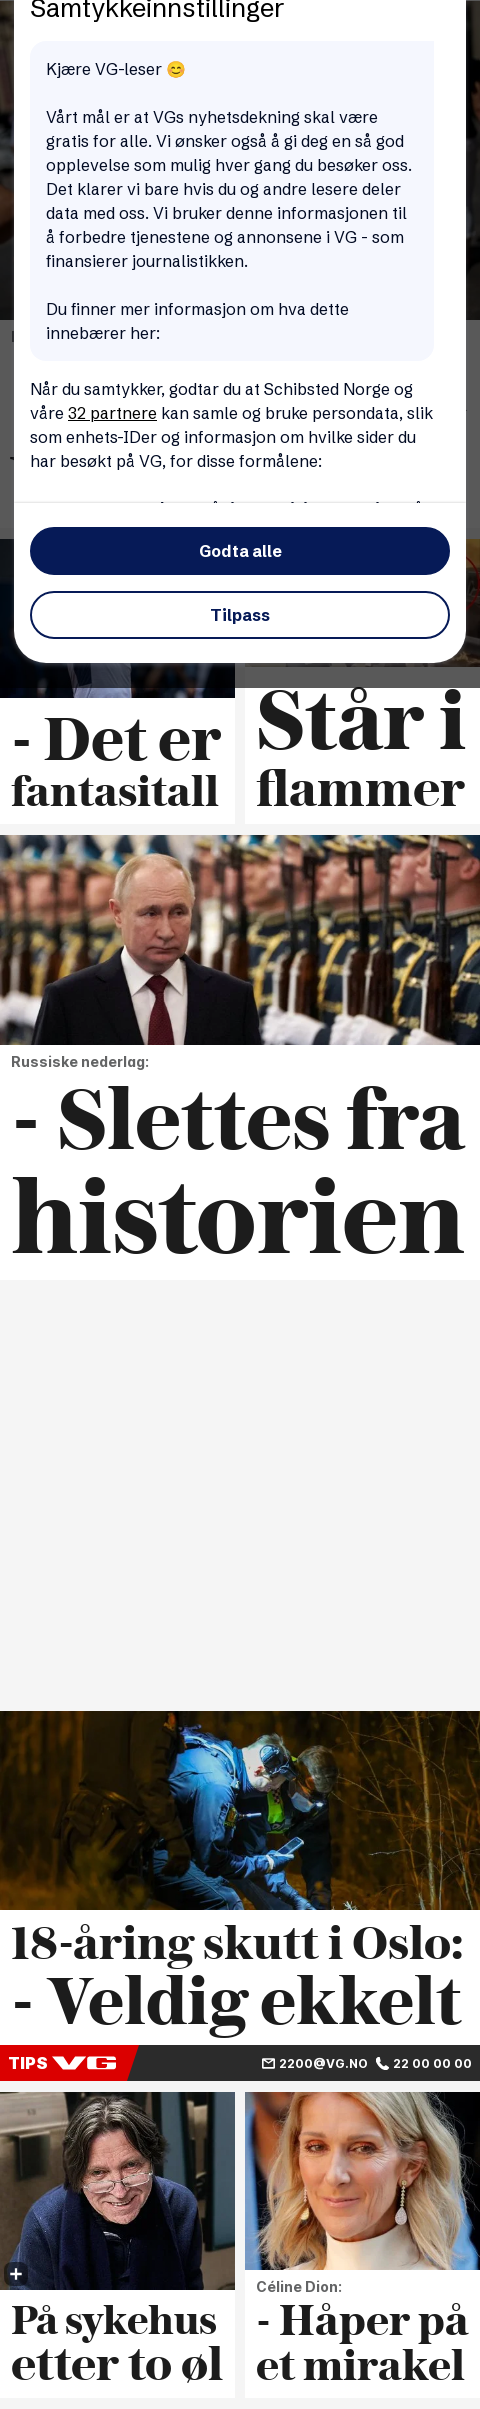 Samtykkeinnstillinger
Kjære VG-leser 😊
Vårt mål er at VGs nyhetsdekning skal være
gratis for alle. Vi ønsker også å gi deg en så god
opplevelse som mulig hver gang du besøker oss.
Det klarer vi bare hvis du og andre lesere deler
data med oss. Vi bruker denne informasjonen til
å forbedre tjenestene og annonsene i VG - som
finansierer journalistikken.
Du finner mer informasjon om hva dette
innebærer her:
Når du samtykker, godtar du at Schibsted Norge og
våre 32 partnere kan samle og bruke persondata, slik
som enhets-IDer og informasjon om hvilke sider du
har besøkt på VG, for disse formålene:
Godta alle
Tilpass
- Det er
fantasitall
Står i
flammer
Russiske nederlag:
- Slettes fra
historien
18-åring skutt i Oslo:
- Veldig ekkelt
TIPS VG
2200@VG.NO 22 00 00 00
På sykehus
etter to øl
Céline Dion:
- Håper på
et mirakel